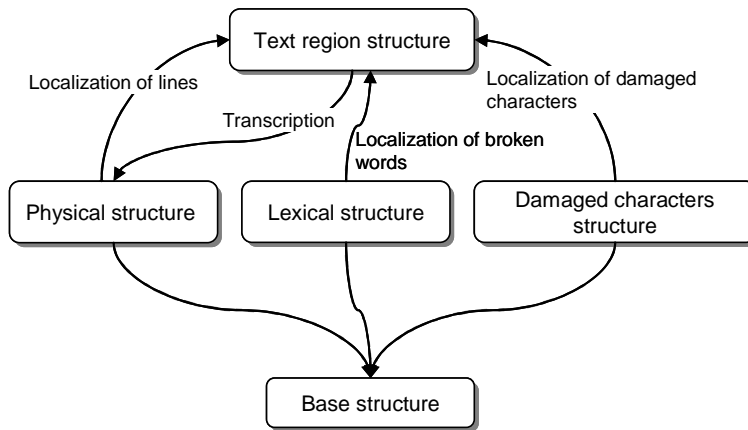 Text region structure
Localization of lines
Localization of damaged
characters
Transcription
Localization of broken
words
Physical structure
Lexical structure
Damaged characters
structure
Base structure